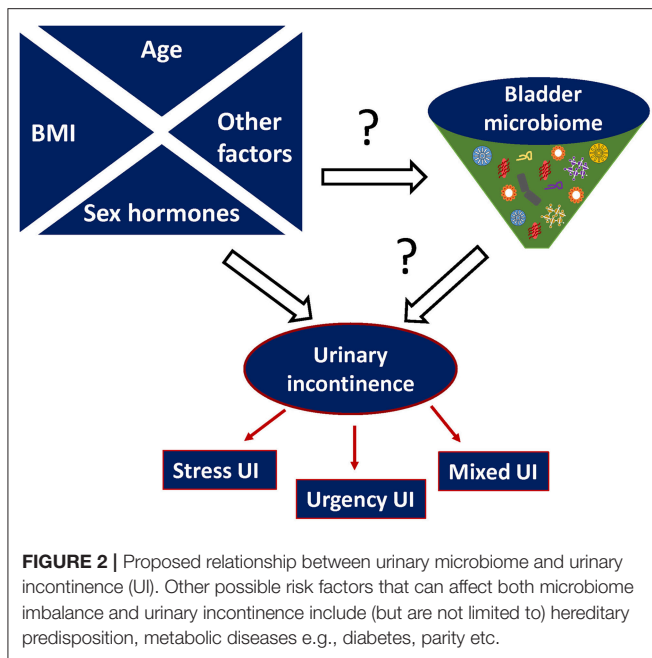 Age
BMI
Other
factors
Sex hormones
?
Bladder
microbiome
?
Urinary
incontinence
Stress UI
Urgency UI
Mixed UI
FIGURE 2 | Proposed relationship between urinary microbiome and urinary
incontinence (UI). Other possible risk factors that can affect both microbiome
imbalance and urinary incontinence include (but are not limited to) hereditary
predisposition, metabolic diseases e.g., diabetes, parity etc.